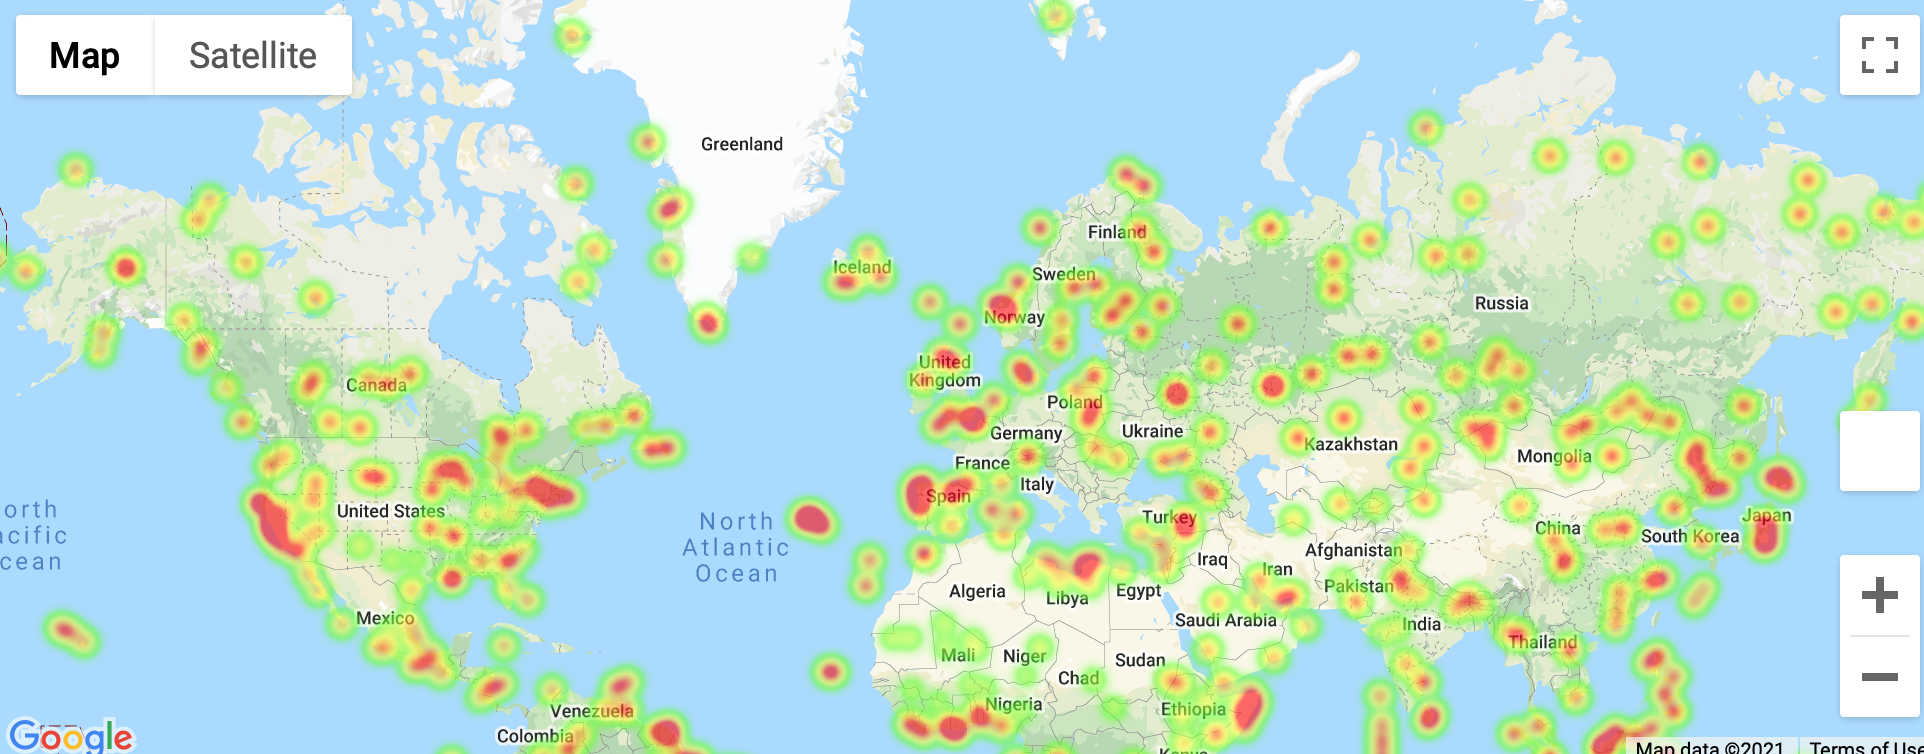 Map
Satellite
Greenland
Iceland
Finland
Sweden
Norway
Russia
United
Kingdom
Canada
Poland
Germany
Ukraine
Kazakhstan
Mongolia
France
Italy
Spain
United States
North
Atlantic
Ocean
orth
acific
cean
Turkey
China
Japan
South Korea
Iraq
Iran
Afghanistan
Pakistan
Algeria
Libya
Egypt
Saudi Arabia
India
Thailand
Mexico
Mali
Niger
Chad
Sudan
Nigeria
Ethiopia
Venezuela
Colombia
Kenya
Google
Map data ©2021
Terms of Use